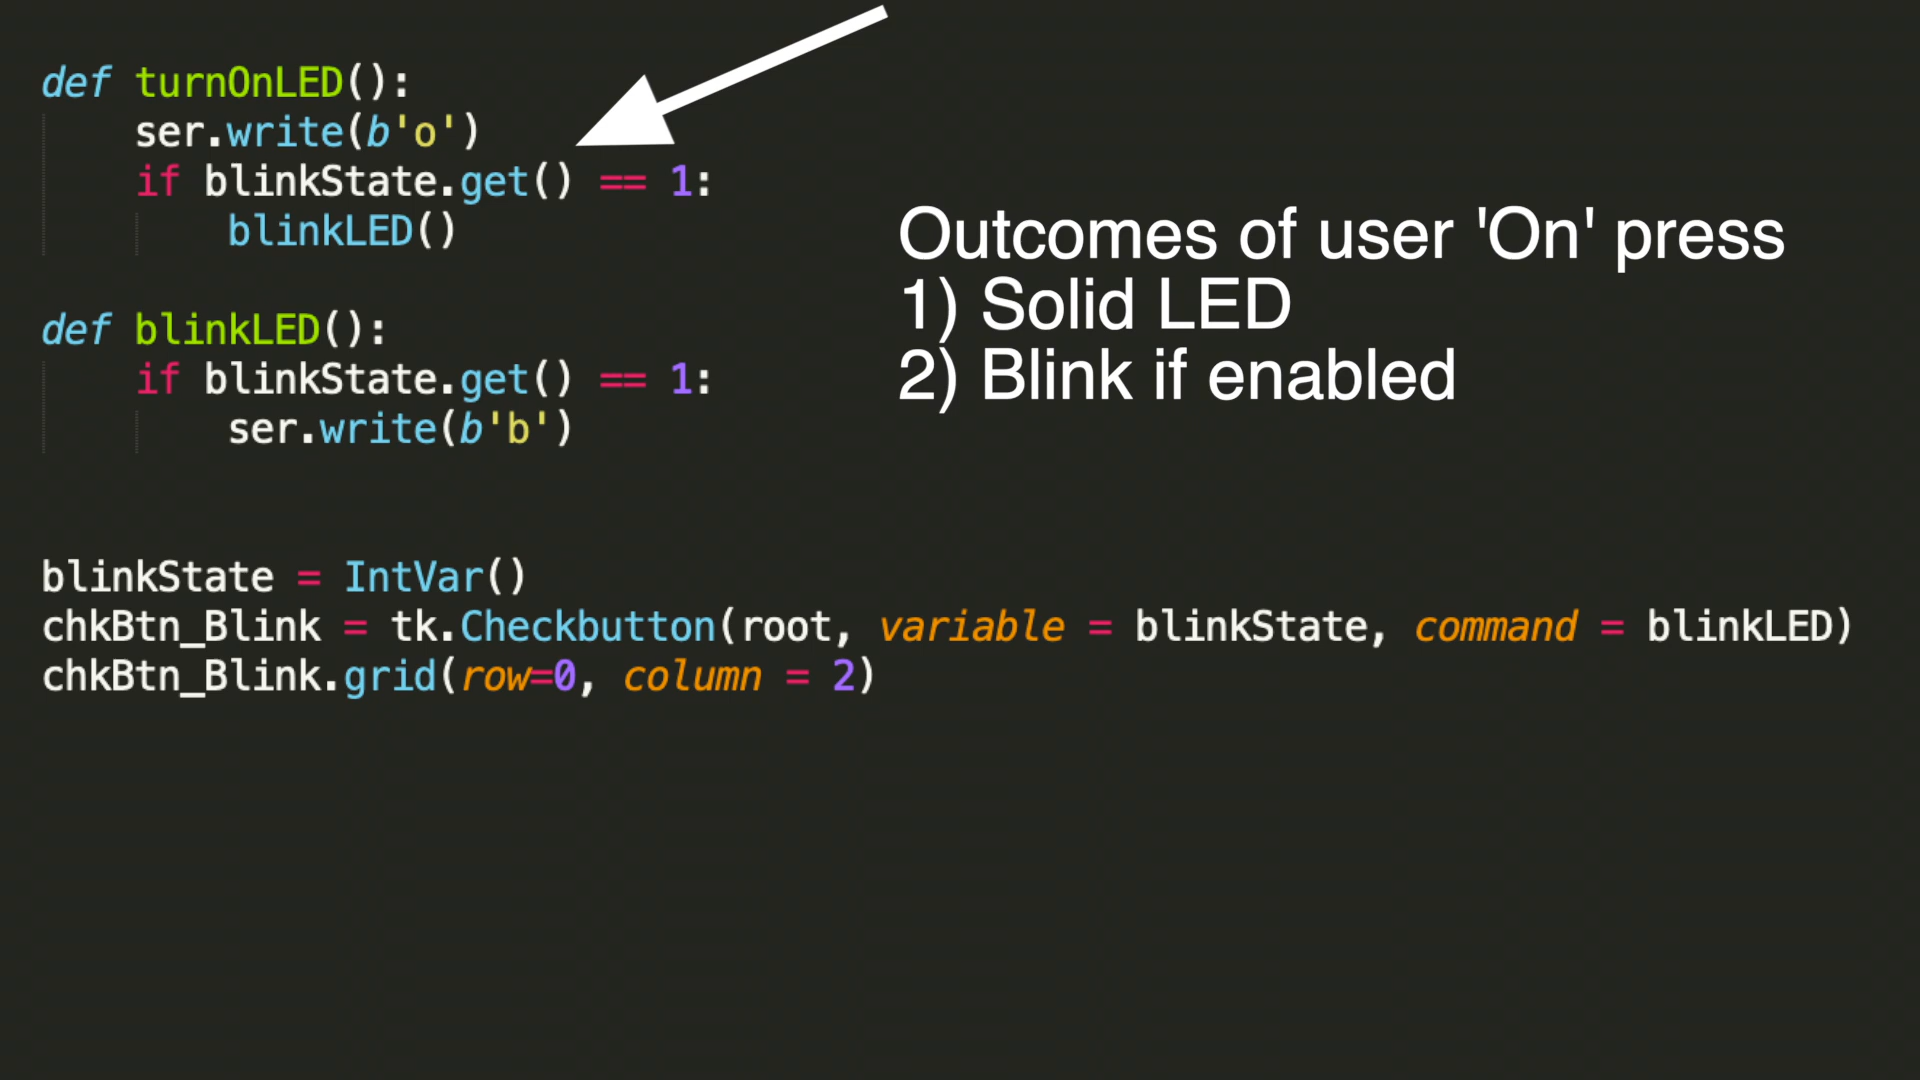 def turnOnLED():
    ser.write(b'o')
    if blinkState.get() == 1:
        blinkLED()
Outcomes of user 'On' press
1) Solid LED
2) Blink if enabled
def blinkLED():
    if blinkState.get() == 1:
        ser.write(b'b')
blinkState = IntVar()
chkBtn_Blink = tk.Checkbutton(root, variable = blinkState, command = blinkLED)
chkBtn_Blink.grid(row=0, column = 2)